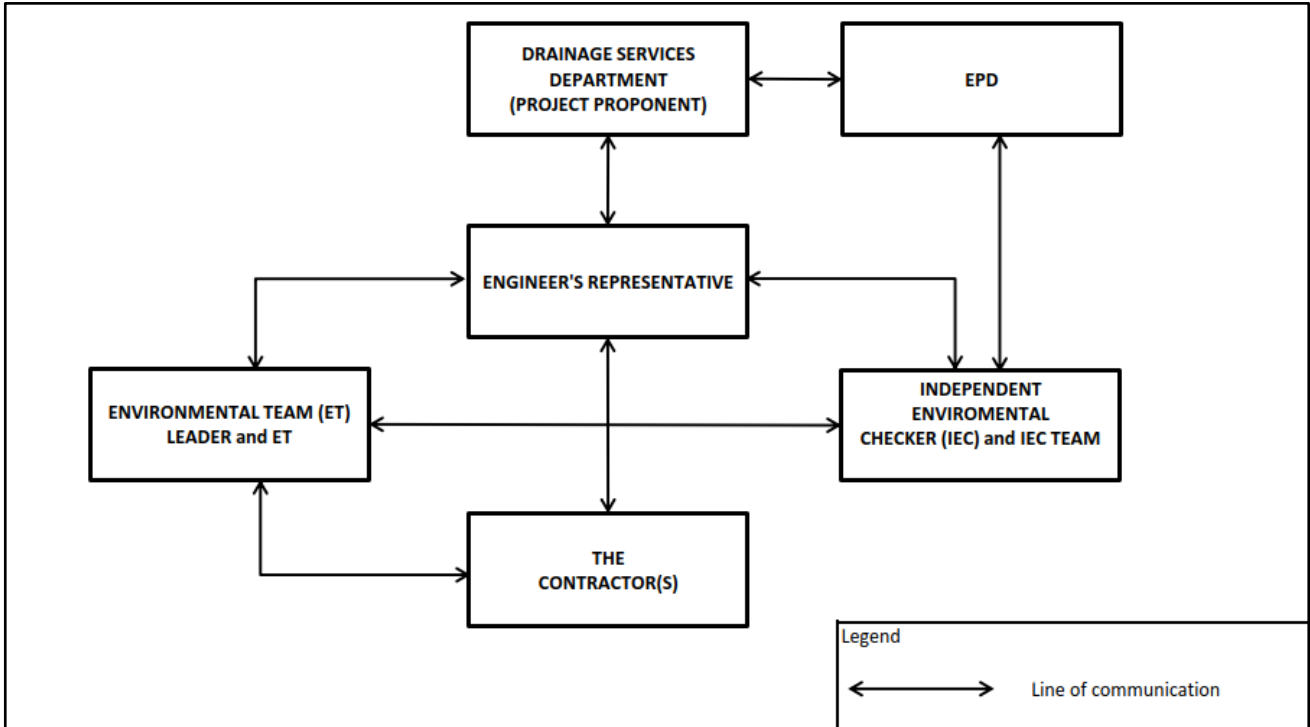 DRAINAGE SERVICES
DEPARTMENT
(PROJECT PROPONENT)
EPD
ENGINEER'S REPRESENTATIVE
ENVIRONMENTAL TEAM (ET)
LEADER and ET
INDEPENDENT
ENVIROMENTAL
CHECKER (IEC) and IEC TEAM
THE
CONTRACTOR(S)
Legend
Line of communication